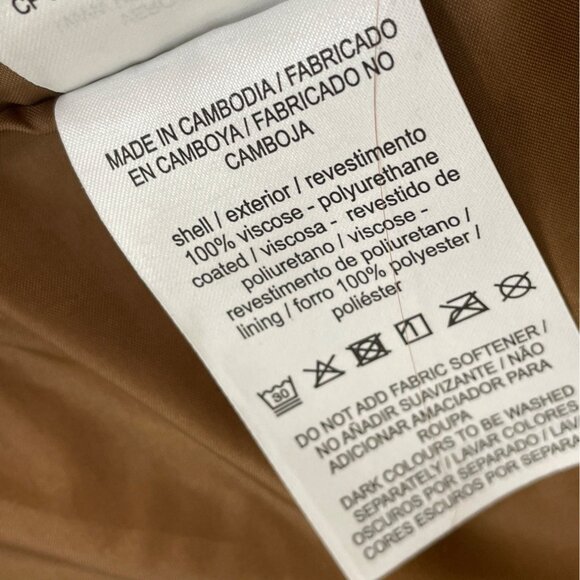 MADE IN CAMBODIA / FABRICADO
EN CAMBOYA / FABRICADO NO
CAMBOJA
shell / exterior / revestimento
100% viscose - polyurethane
coated / viscosa - revestido de
poliuretano / viscose -
revestimento de poliuretano /
lining / forro 100% polyester /
poliéster
30
DO NOT ADD FABRIC SOFTENER /
NO AÑADIR SUAVIZANTE / NÃO
ADICIONAR AMACIADOR PARA
ROUPA
DARK COLOURS TO BE WASHED
SEPARATELY / LAVAR COLORES
OSCUROS POR SEPARADO / LAV
CORES ESCUROS POR SEPARA